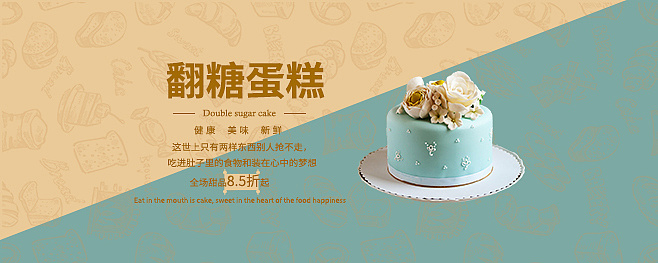 翻糖蛋糕
Double sugar cake
健康 美味 新鲜
这世上只有两样东西别人抢不走，
吃进肚子里的食物和装在心中的梦想
全场甜品8.5折起
Eat in the mouth is cake, sweet in the heart of the food happiness